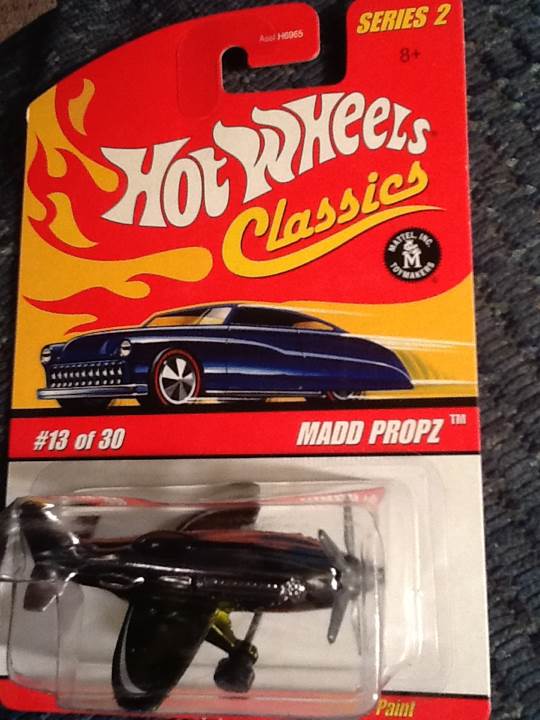 SERIES 2
Asst H6965
8+
HOT WHEELS
Classics
MATTEL, INC.
M
TOYMAKERS
#13 of 30
MADD PROPZ™
Paint